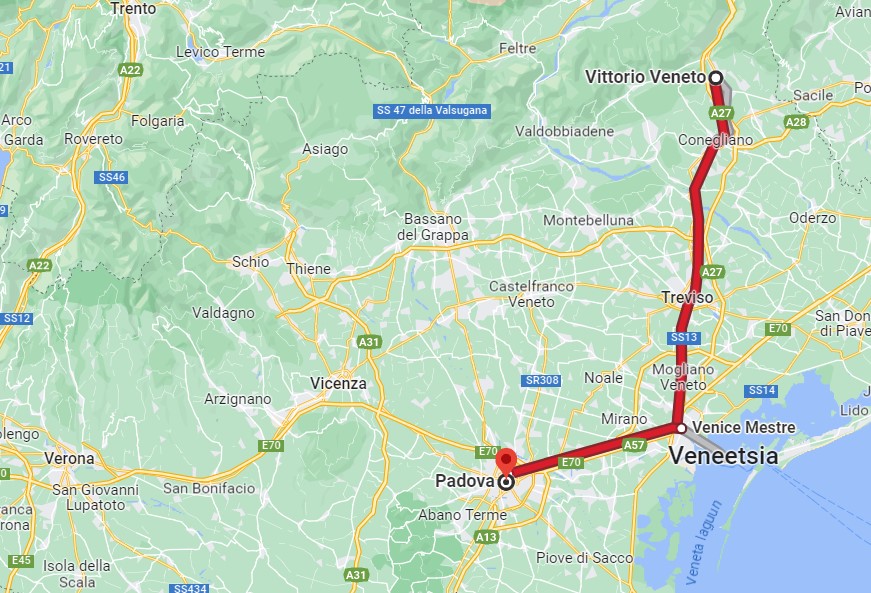 Trento
Avian
Levico Terme
Feltre
21
A22
Vittorio Veneto
Sacile
Po
SS 47 della Valsugana
A27
A28
Arco
Garda
Folgaria
Rovereto
Valdobbiadene
Conegliano
Asiago
SS46
9
Bassano
del Grappa
Montebelluna
Oderzo
A22
Schio
Thiene
A27
Castelfranco
Veneto
Treviso
SS12
Valdagno
San Don
di Piave
E70
SS13
A31
Mogliano
Veneto
Vicenza
SR308
Noale
SS14
J
Arzignano
Lido
Mirano
Venice Mestre
olengo
E70
A57
Verona
E70
E70
Veneetsia
0
San Giovanni
Lupatoto
San Bonifacio
Padova
anca
rona
Abano Terme
A13
Veneta laguun
E45
Isola della
Scala
Piove di Sacco
A31
SS434